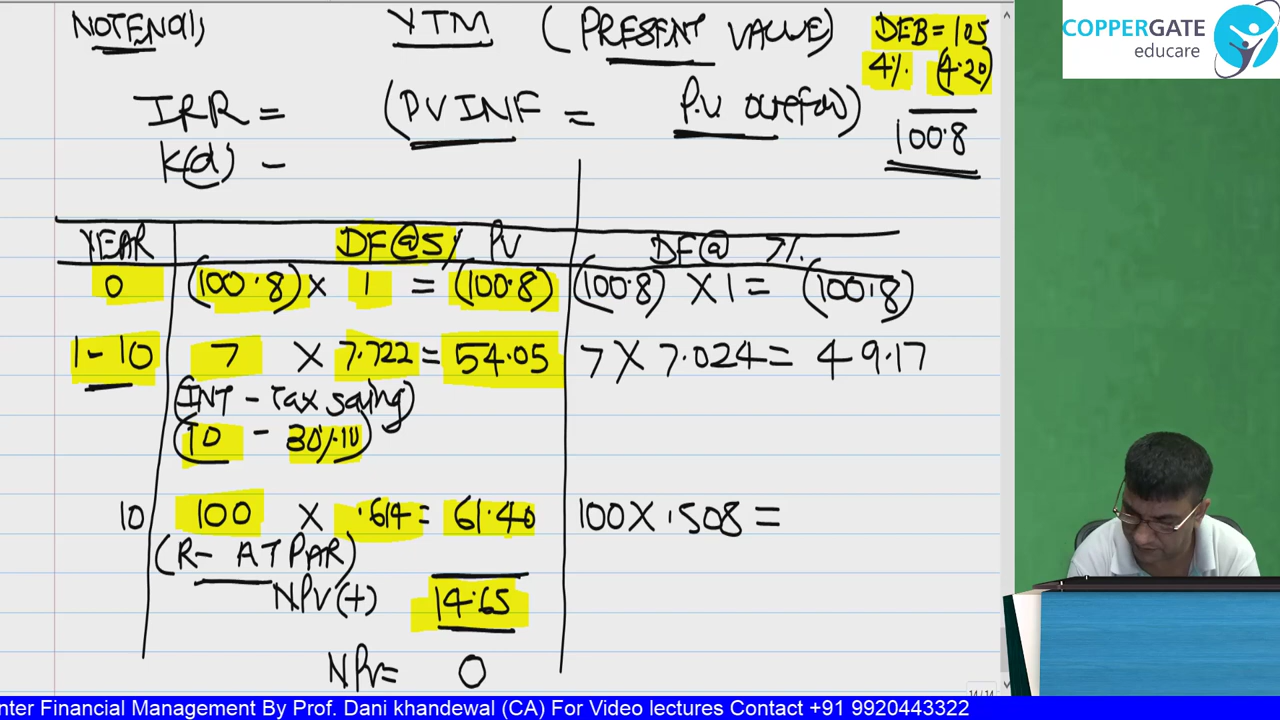 NOTEN(1)
YTM (PRESENT VALUE)
DEB = 105
4% (4.20)
100.8
IRR = (PV INF = P.V outflow)
K(d) -
YEAR DF@5% PV DF@ 7%
0 (100.8) X 1 = (100.8) (100.8) X 1 = (100.8)
1-10 7 X 7.722 = 54.05 7 X 7.024 = 49.17
(INT - Tax saving)
(10 - 30%.10)
10 100 X .614 = 61.40 100 X .508 =
(R- AT PAR)
NPV (+) 14.65
NPV = 0
COPPERGATE
educare
14/14
nter Financial Management By Prof. Dani khandewal (CA) For Video lectures Contact +91 9920443322